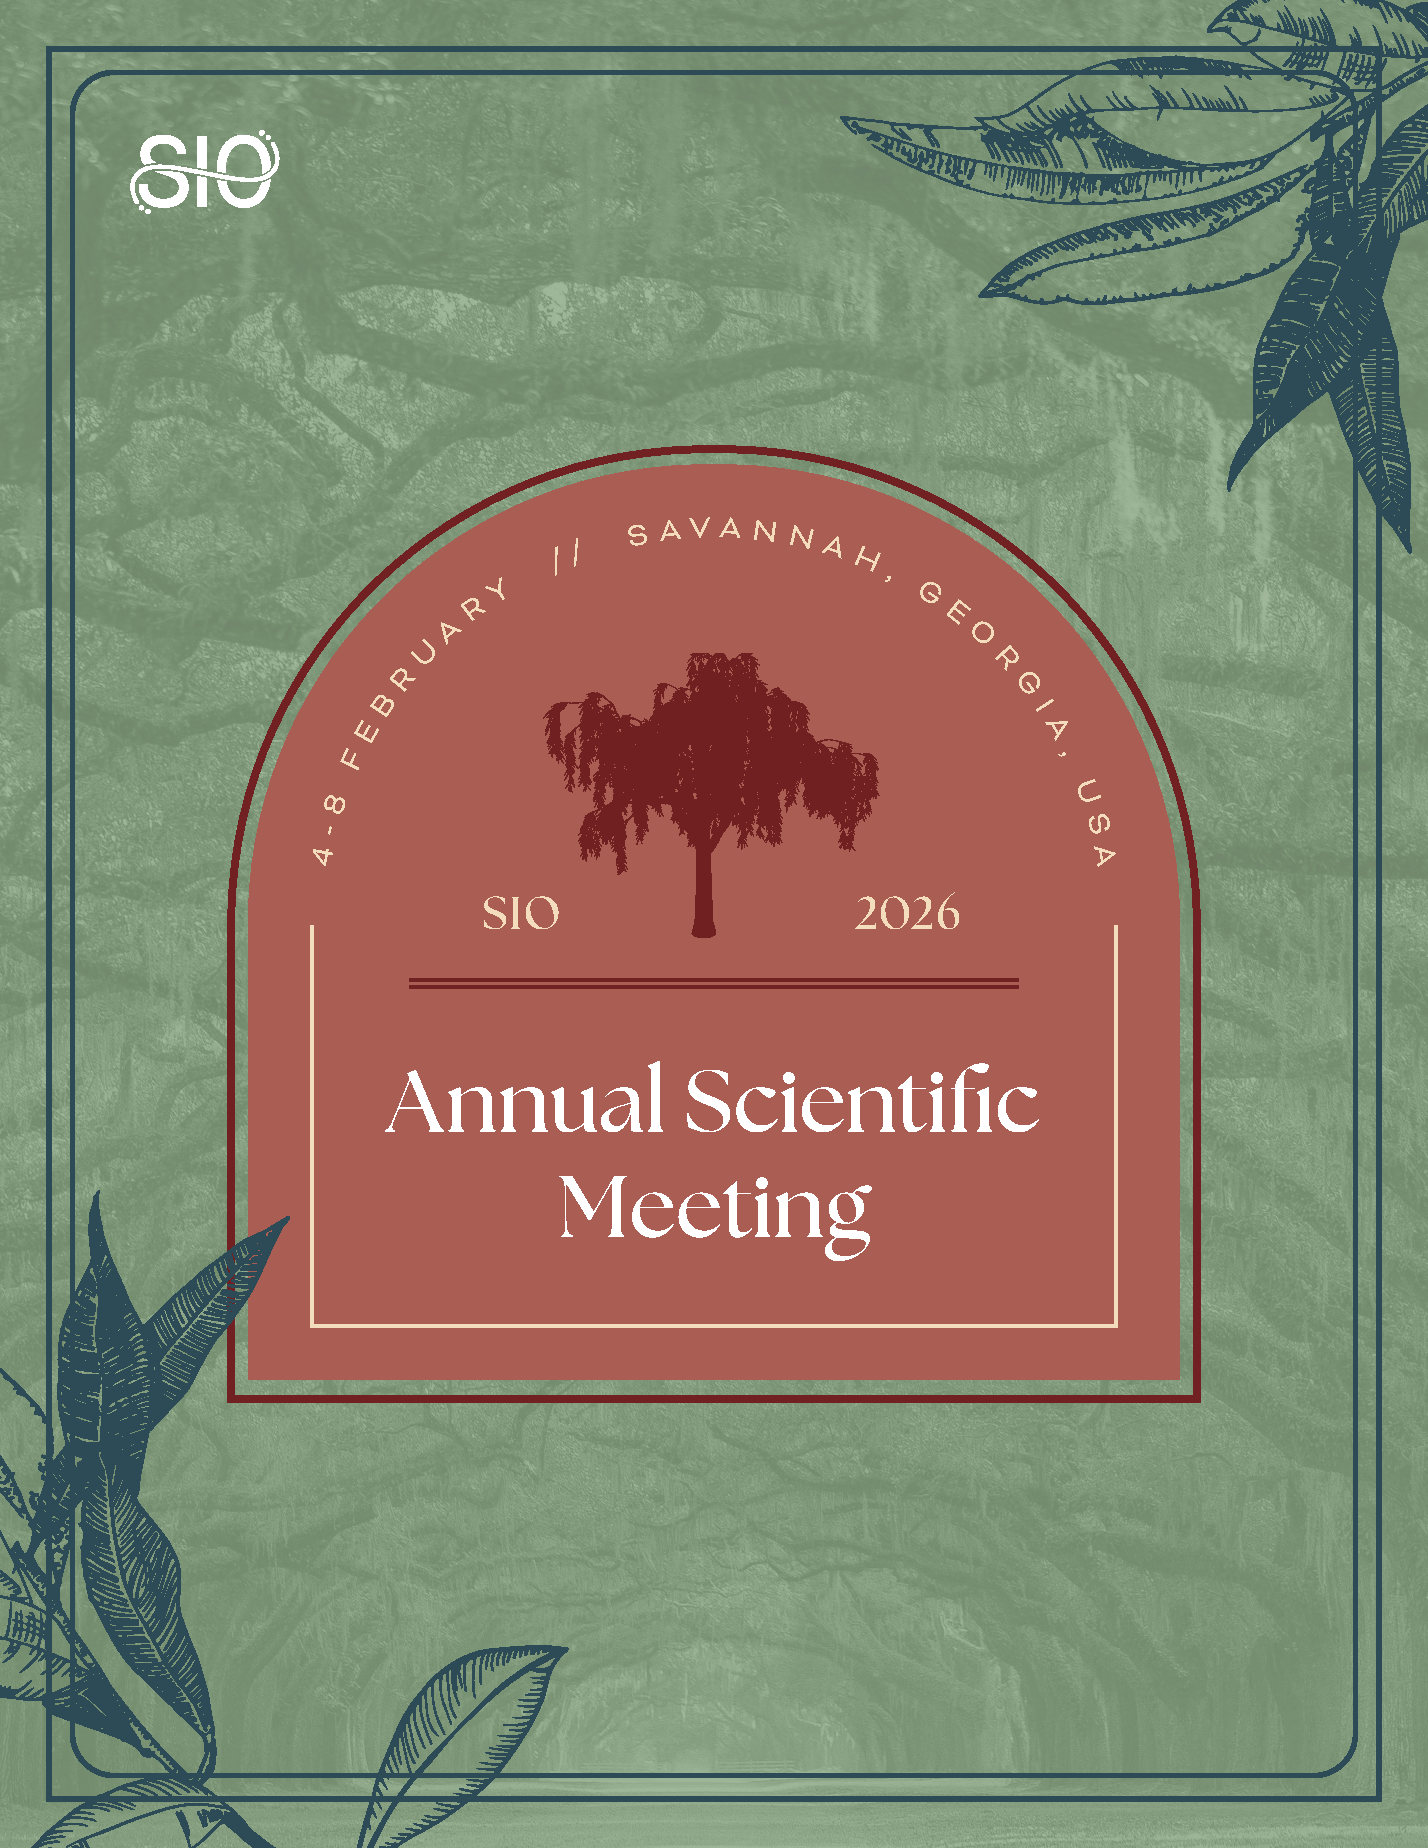 SIO
4-8 FEBRUARY // SAVANNAH, GEORGIA, USA
SIO 2026
Annual Scientific
Meeting